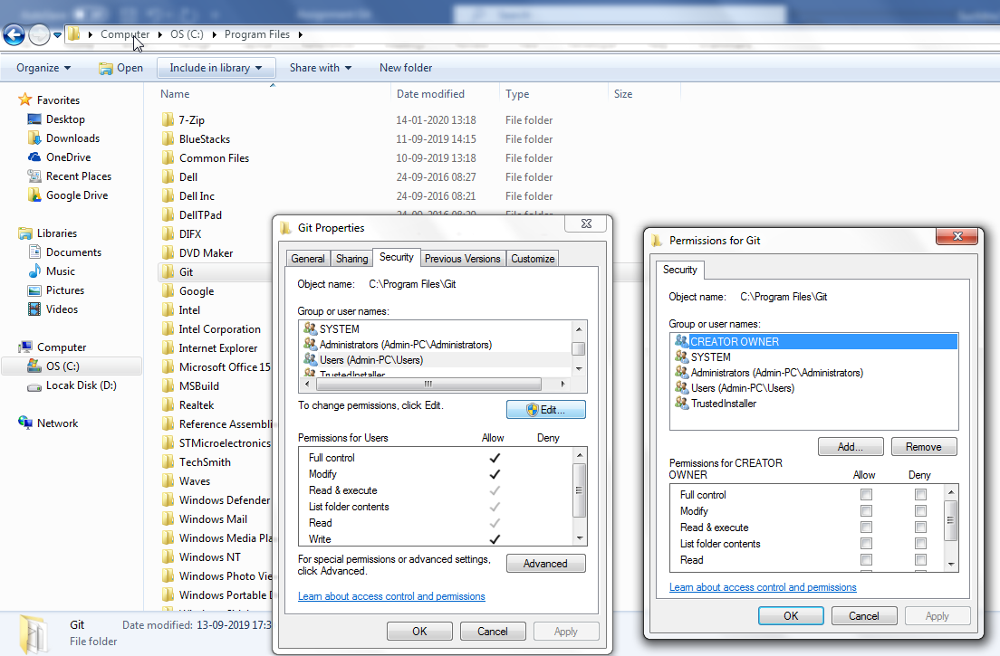 Computer ▸ OS (C:) ▸ Program Files ▸
Organize Open Include in library Share with New folder
Favorites
Desktop
Downloads
OneDrive
Recent Places
Google Drive
Libraries
Documents
Music
Pictures
Videos
Computer
OS (C:)
Locak Disk (D:)
Network
Name Date modified Type Size
7-Zip 14-01-2020 13:18 File folder
BlueStacks 11-09-2019 14:15 File folder
Common Files 10-09-2019 13:18 File folder
Dell 24-09-2016 08:27 File folder
Dell Inc 24-09-2016 08:21 File folder
DellTPad File folder
DIFX
DVD Maker
Git
Google
Intel
Intel Corporation
Internet Explorer
Microsoft Office 15
MSBuild
Realtek
Reference Assembli
STMicroelectronics
TechSmith
Waves
Windows Defender
Windows Mail
Windows Media Pla
Windows NT
Windows Photo Vie
Windows Portable D
Git Date modified: 13-09-2019 17:3
File folder
Git Properties
General Sharing Security Previous Versions Customize
Object name: C:\Program Files\Git
Group or user names:
SYSTEM
Administrators (Admin-PC\Administrators)
Users (Admin-PC\Users)
TrustedInstaller
To change permissions, click Edit.
Edit...
Permissions for Users Allow Deny
Full control
Modify
Read & execute
List folder contents
Read
Write
For special permissions or advanced settings,
click Advanced.
Advanced
Learn about access control and permissions
OK Cancel Apply
Permissions for Git
Security
Object name: C:\Program Files\Git
Group or user names:
CREATOR OWNER
SYSTEM
Administrators (Admin-PC\Administrators)
Users (Admin-PC\Users)
TrustedInstaller
Add... Remove
Permissions for CREATOR
OWNER Allow Deny
Full control
Modify
Read & execute
List folder contents
Read
Learn about access control and permissions
OK Cancel Apply